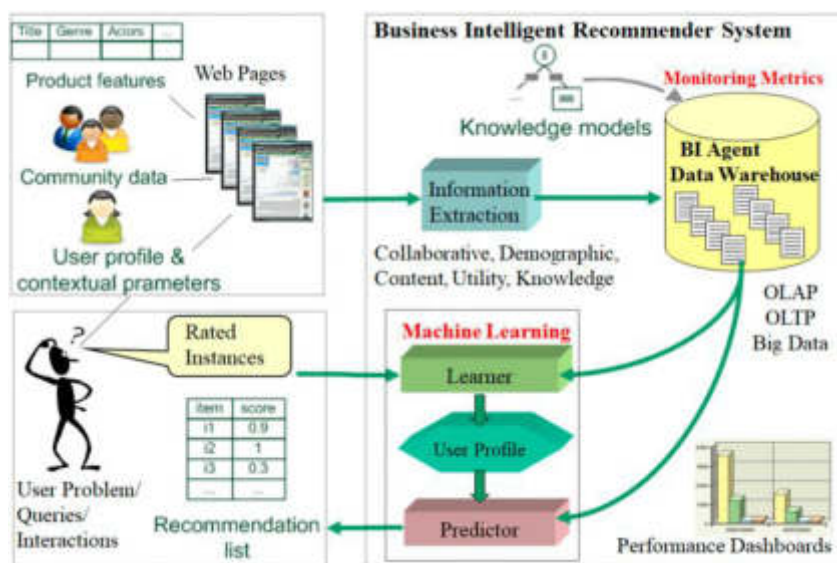 Title Genre Actors ...
Product features
Web Pages
Community data
User profile &
contextual prameters
Business Intelligent Recommender System
Monitoring Metrics
Knowledge models
...
BI Agent
Data Warehouse
Information
Extraction
Collaborative, Demographic,
Content, Utility, Knowledge
OLAP
OLTP
Big Data
?
Rated
Instances
item score
i1 0.9
i2 1
i3 0.3
... ...
User Problem/
Queries/
Interactions
Recommendation
list
Machine Learning
Learner
User Profile
Predictor
Performance Dashboards